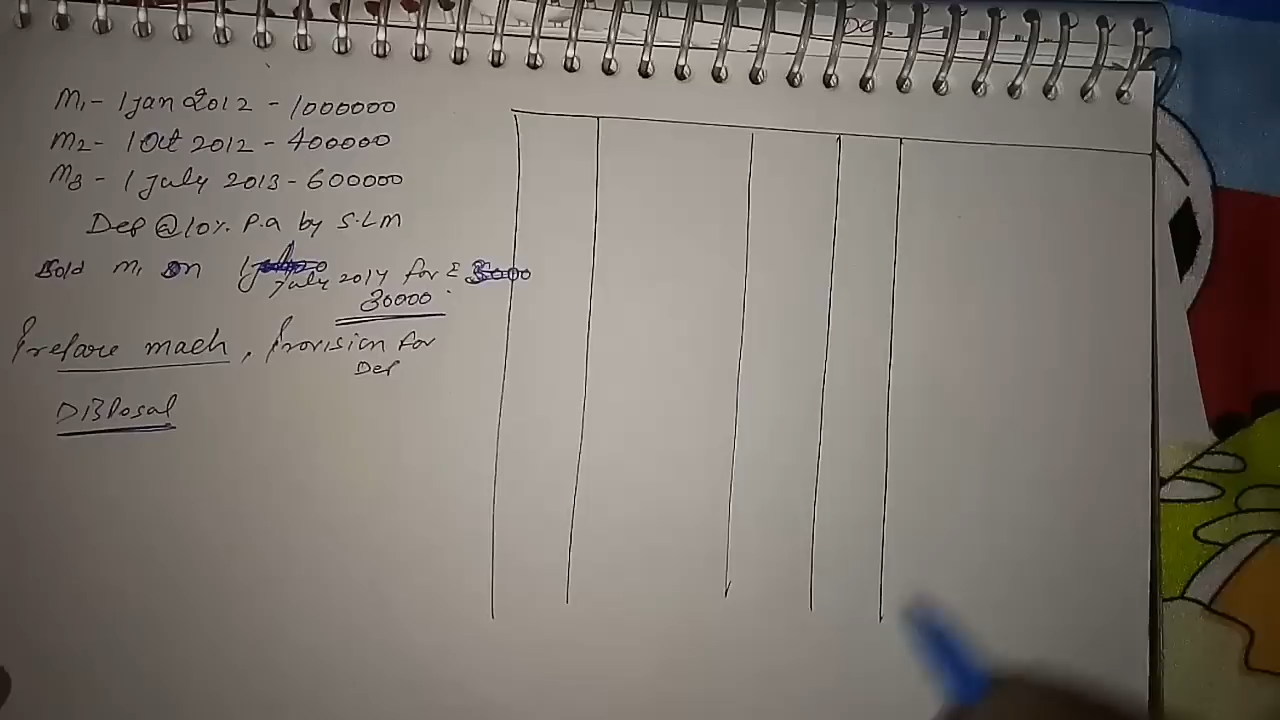 M1 - 1 jan 2012 - 1000000
M2 - 1 Oct 2012 - 400000
M3 - 1 July 2013 - 600000
Dep @ 10%. P.a by S.L.M
Sold M1 on 1 July 2014 for ₹
30000
Prepare mach, Provision for
Dep
Disposal